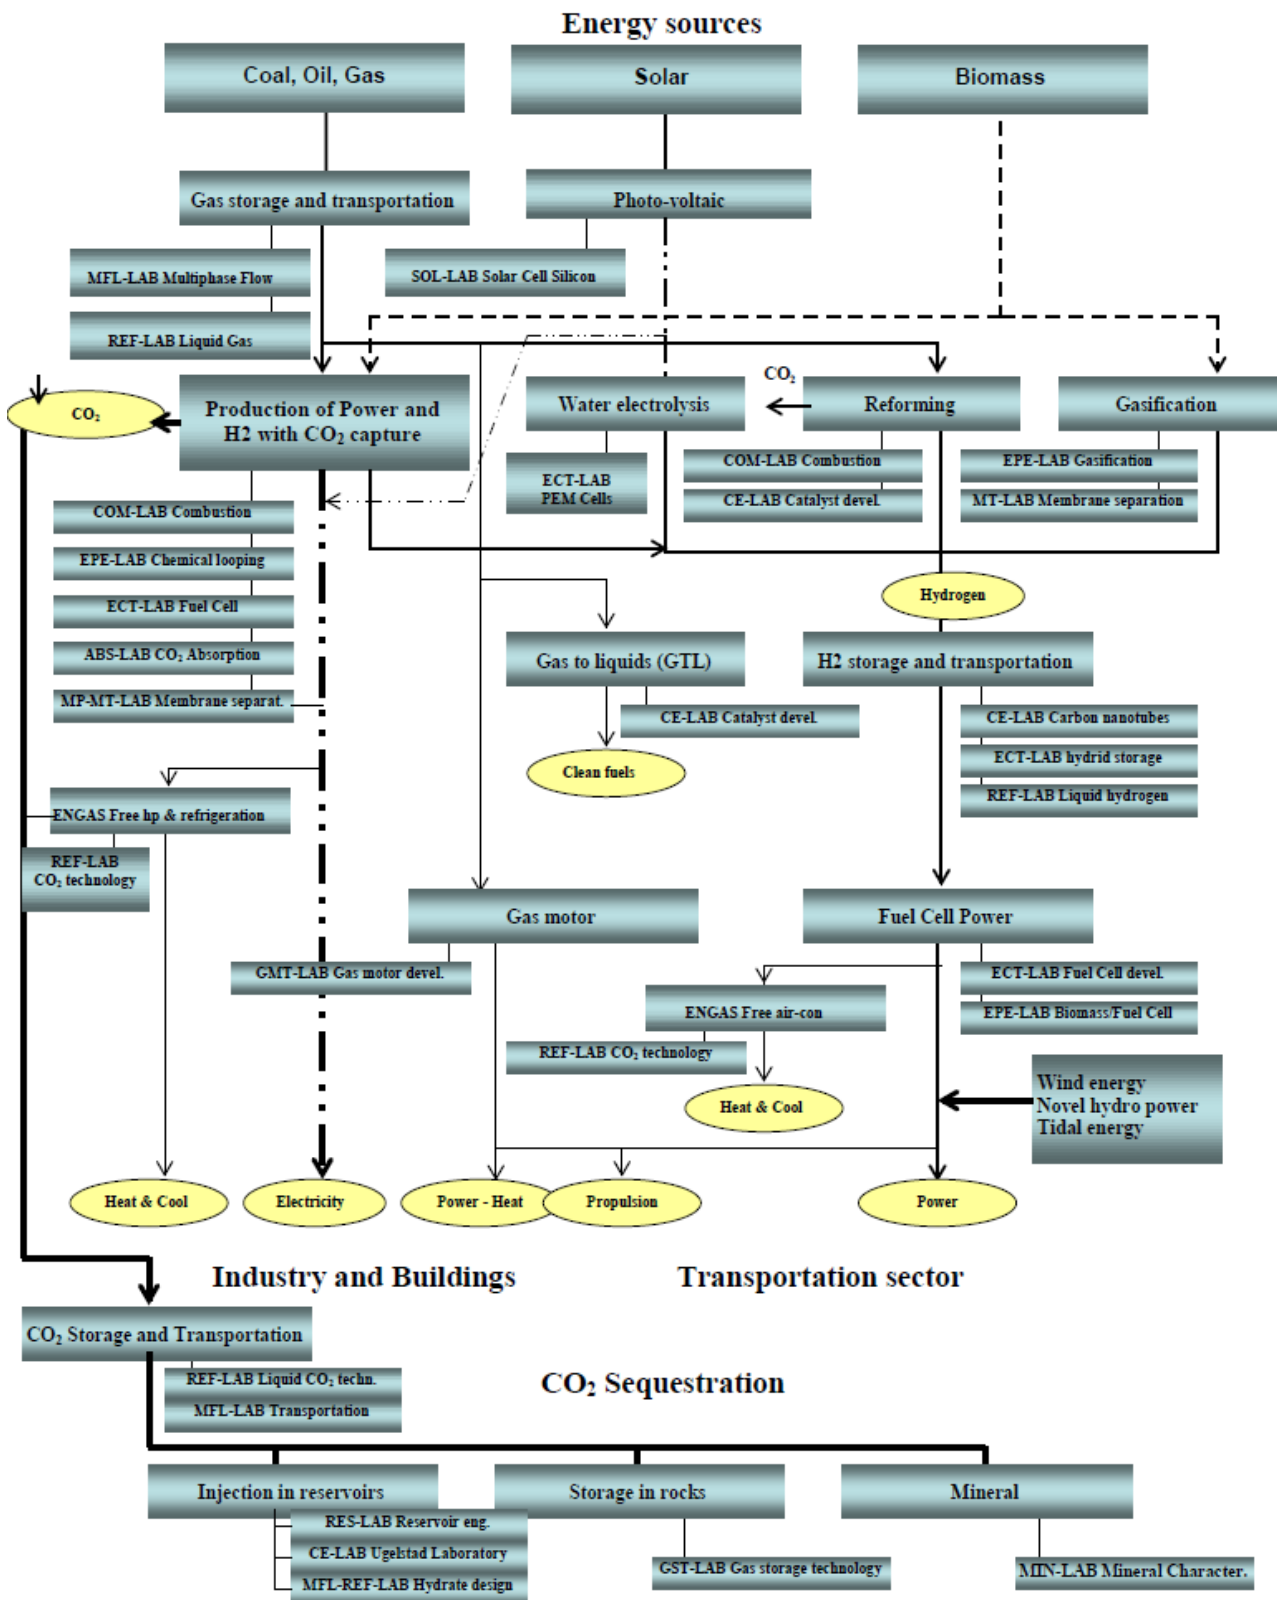 Energy sources
Coal, Oil, Gas
Solar
Biomass
Gas storage and transportation
Photo-voltaic
MFL-LAB Multiphase Flow
SOL-LAB Solar Cell Silicon
REF-LAB Liquid Gas
CO₂
CO₂
Production of Power and
H2 with CO₂ capture
Water electrolysis
Reforming
Gasification
ECT-LAB
PEM Cells
COM-LAB Combustion
CE-LAB Catalyst devel.
EPE-LAB Gasification
MT-LAB Membrane separation
COM-LAB Combustion
EPE-LAB Chemical looping
ECT-LAB Fuel Cell
ABS-LAB CO₂ Absorption
MP-MT-LAB Membrane separat.
Hydrogen
Gas to liquids (GTL)
H2 storage and transportation
CE-LAB Catalyst devel.
CE-LAB Carbon nanotubes
ECT-LAB hydrid storage
REF-LAB Liquid hydrogen
Clean fuels
ENGAS Free hp & refrigeration
REF-LAB
CO₂ technology
Gas motor
Fuel Cell Power
GMT-LAB Gas motor devel.
ECT-LAB Fuel Cell devel.
EPE-LAB Biomass/Fuel Cell
ENGAS Free air-con
REF-LAB CO₂ technology
Heat & Cool
Wind energy
Novel hydro power
Tidal energy
Heat & Cool
Electricity
Power - Heat
Propulsion
Power
Industry and Buildings
Transportation sector
CO₂ Storage and Transportation
REF-LAB Liquid CO₂ techn.
MFL-LAB Transportation
CO₂ Sequestration
Injection in reservoirs
Storage in rocks
Mineral
RES-LAB Reservoir eng.
CE-LAB Ugelstad Laboratory
MFL-REF-LAB Hydrate design
GST-LAB Gas storage technology
MIN-LAB Mineral Character.